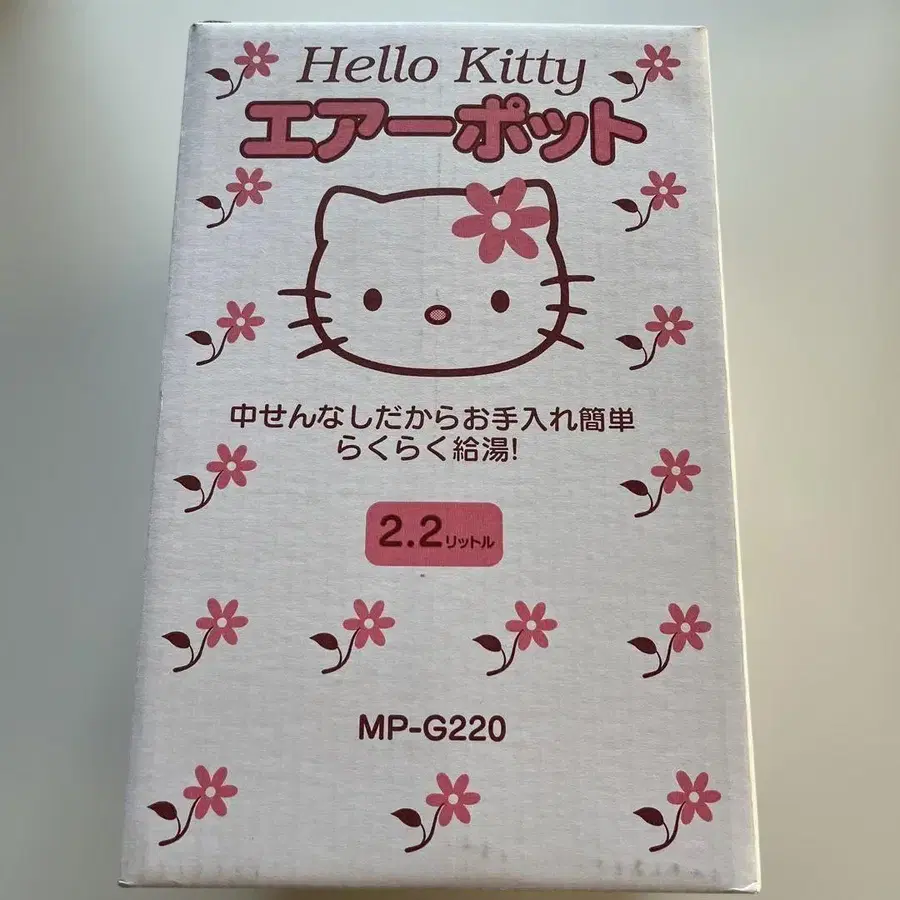 Hello Kitty
エアーポット
中せんなしだからお手入れ簡単
らくらく給湯!
2.2リットル
MP-G220